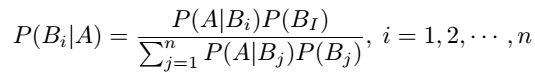 P(B_i|A) = \frac{P(A|B_i)P(B_I)}{\sum_{j=1}^{n} P(A|B_j)P(B_j)}, i = 1, 2, \cdots, n